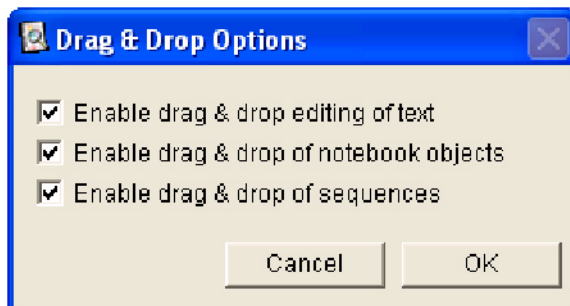 Drag & Drop Options
Enable drag & drop editing of text
Enable drag & drop of notebook objects
Enable drag & drop of sequences
Cancel OK